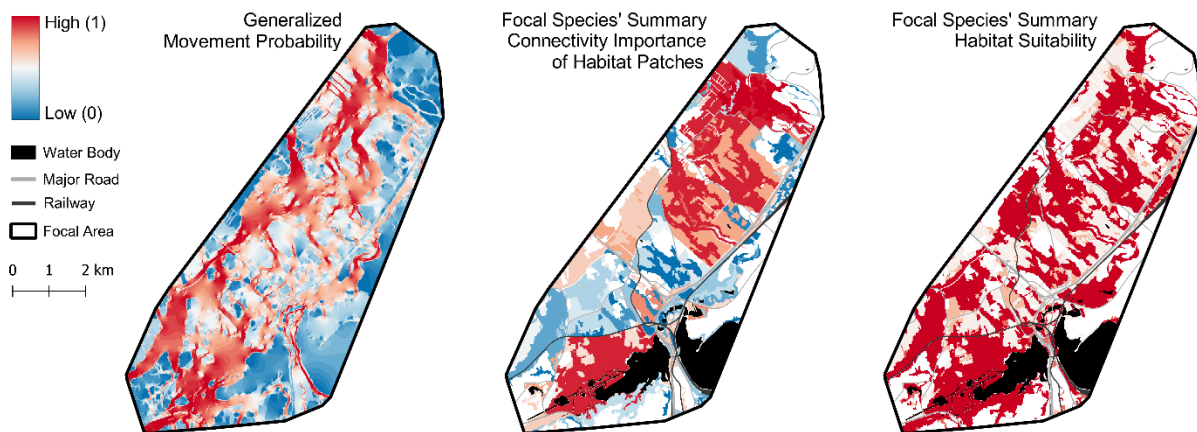 High (1)
Low (0)
Water Body
Major Road
Railway
Focal Area
0 1 2 km
Generalized
Movement Probability
Focal Species' Summary
Connectivity Importance
of Habitat Patches
Focal Species' Summary
Habitat Suitability